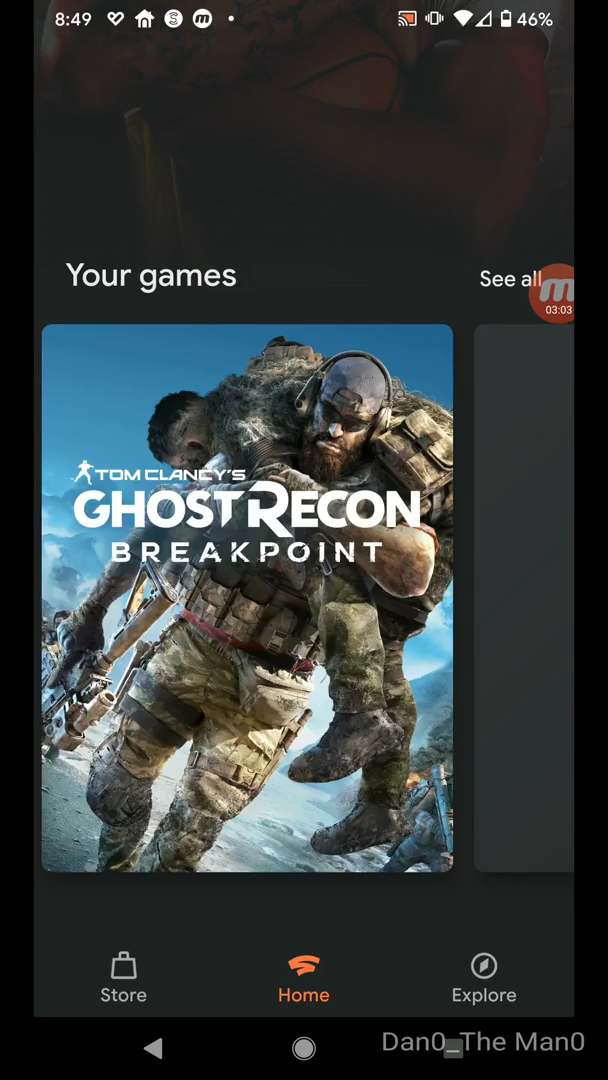 8:49
46%
Your games
See all
03:03
TOM CLANCY'S
GHOST RECON
BREAKPOINT
Store
Home
Explore
Dan0_The Man0